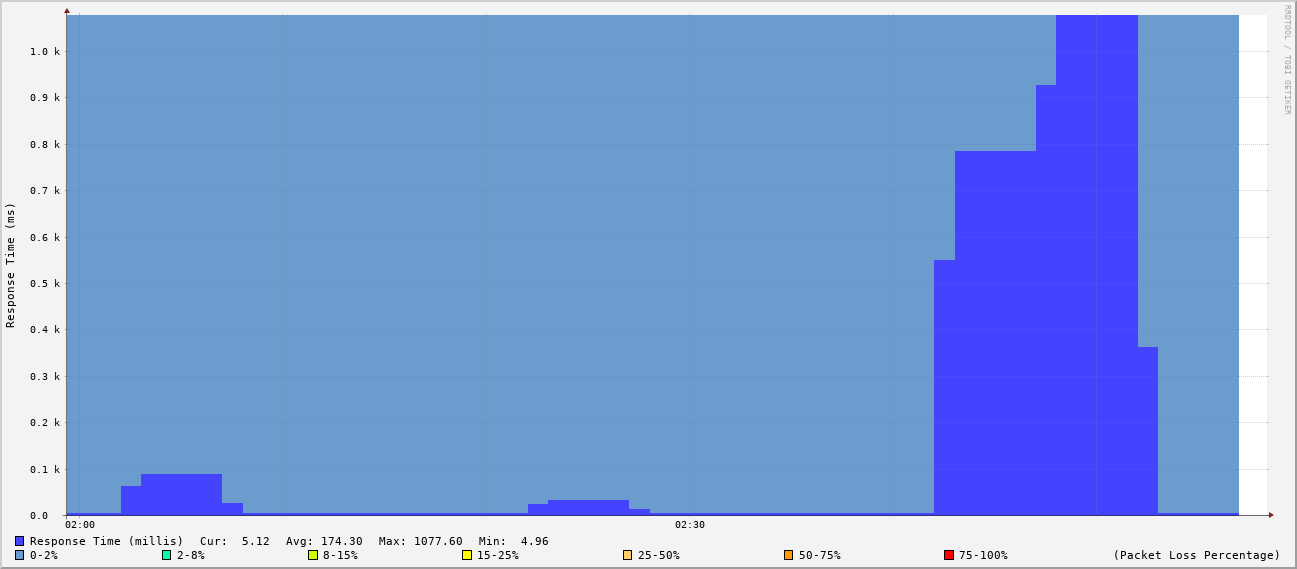 RRDTOOL / TOBI OETIKER
Response Time (ms)
1.0 k
0.9 k
0.8 k
0.7 k
0.6 k
0.5 k
0.4 k
0.3 k
0.2 k
0.1 k
0.0
02:00 02:30
Response Time (millis) Cur: 5.12 Avg: 174.30 Max: 1077.60 Min: 4.96
0-2% 2-8% 8-15% 15-25% 25-50% 50-75% 75-100% (Packet Loss Percentage)